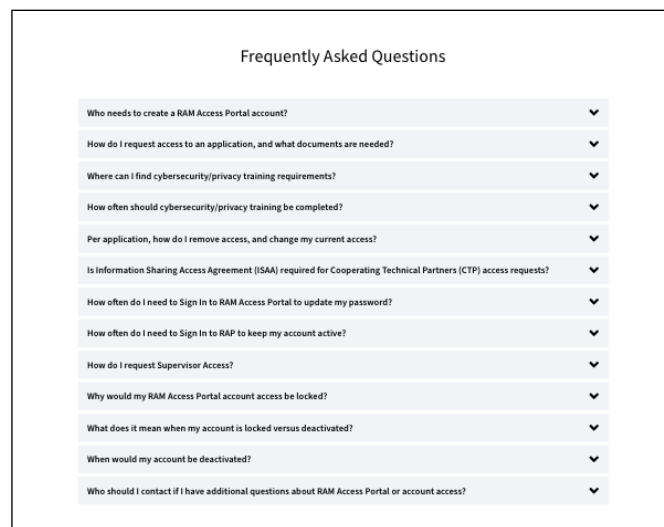 Frequently Asked Questions
Who needs to create a RAM Access Portal account?
How do I request access to an application, and what documents are needed?
Where can I find cybersecurity/privacy training requirements?
How often should cybersecurity/privacy training be completed?
Per application, how do I remove access, and change my current access?
Is Information Sharing Access Agreement (ISAA) required for Cooperating Technical Partners (CTP) access requests?
How often do I need to Sign In to RAM Access Portal to update my password?
How often do I need to Sign In to RAP to keep my account active?
How do I request Supervisor Access?
Why would my RAM Access Portal account access be locked?
What does it mean when my account is locked versus deactivated?
When would my account be deactivated?
Who should I contact if I have additional questions about RAM Access Portal or account access?